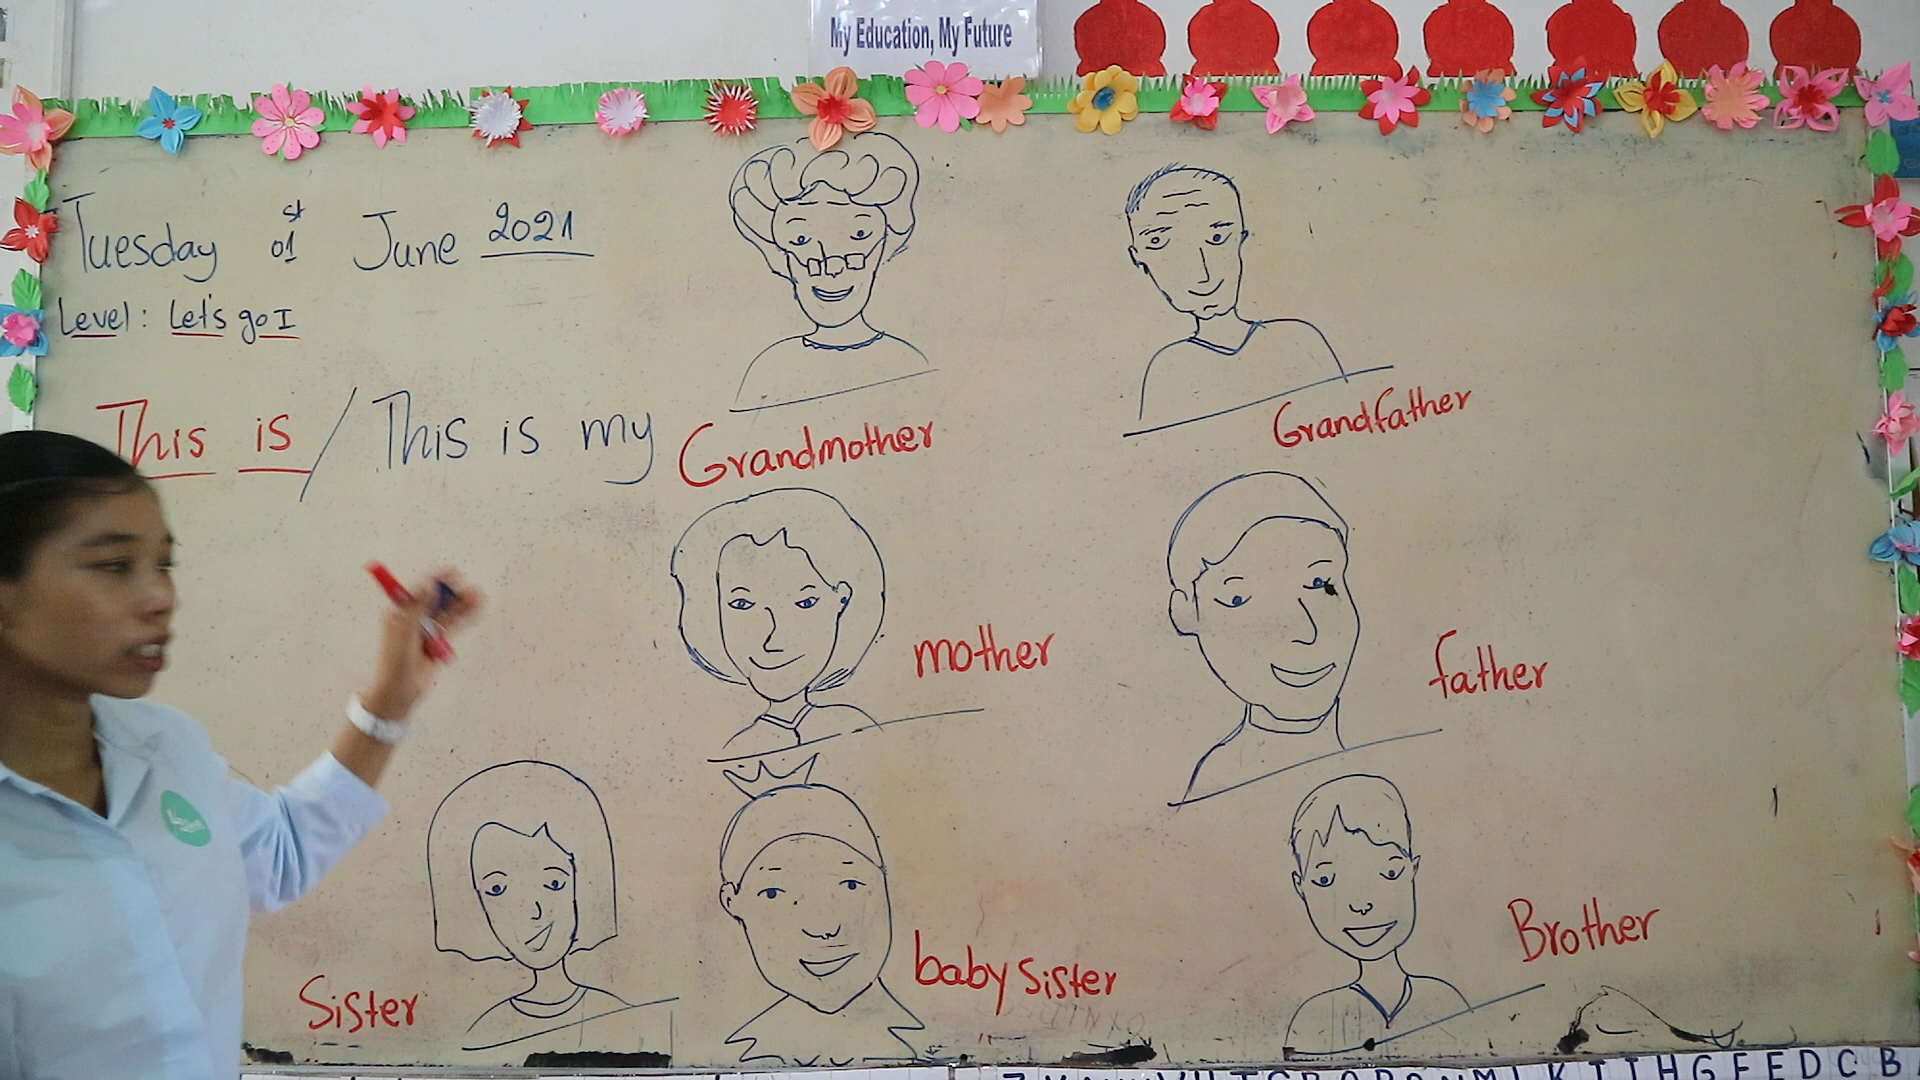 My Education, My Future
Tuesday 01st June 2021
Level: Let's go I
This is / This is my
Grandmother
Grandfather
mother
father
Sister
baby sister
Brother